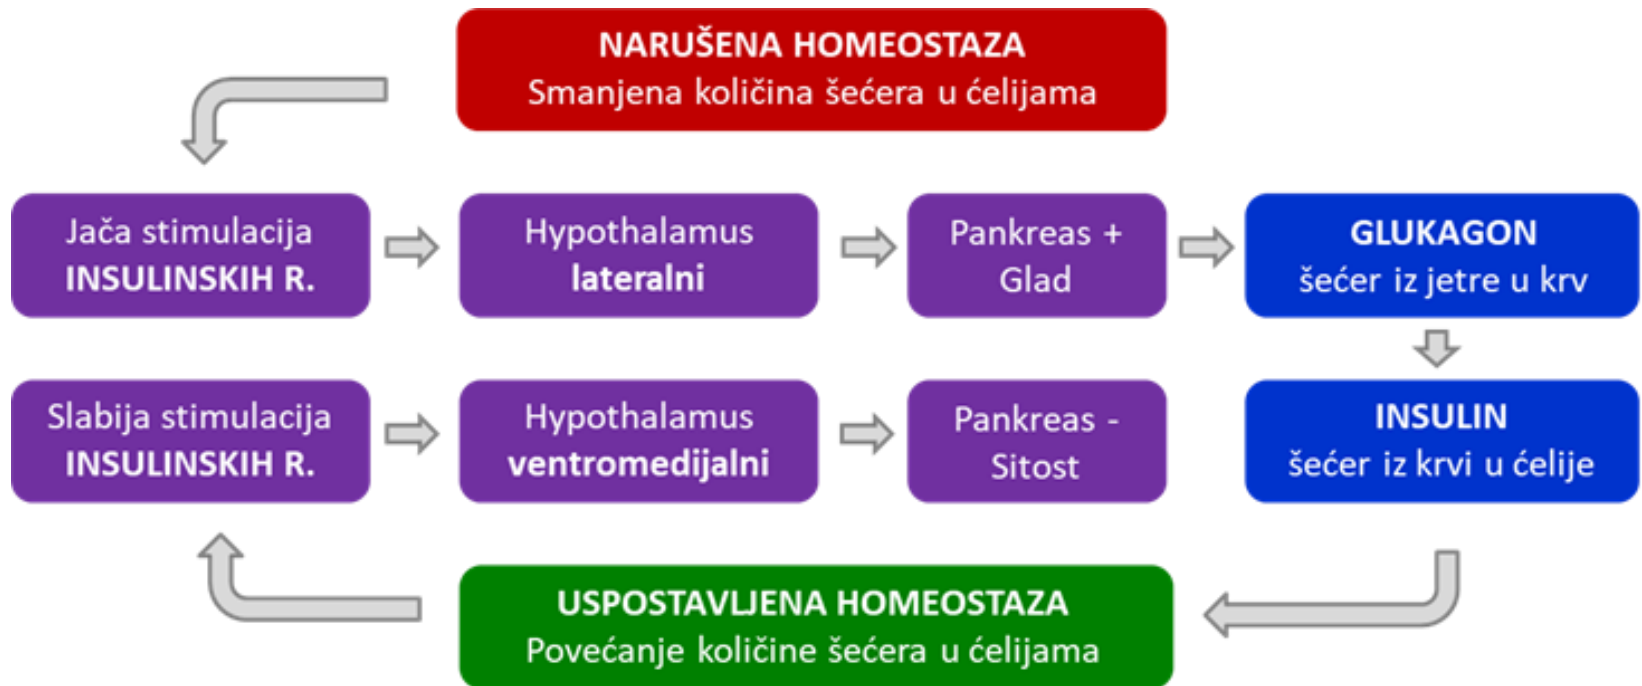 NARUŠENA HOMEOSTAZA
Smanjena količina šećera u ćelijama
Jača stimulacija
INSULINSKIH R.
Hypothalamus
lateralni
Pankreas +
Glad
GLUKAGON
šećer iz jetre u krv
Slabija stimulacija
INSULINSKIH R.
Hypothalamus
ventromedijalni
Pankreas -
Sitost
INSULIN
šećer iz krvi u ćelije
USPOSTAVLJENA HOMEOSTAZA
Povećanje količine šećera u ćelijama